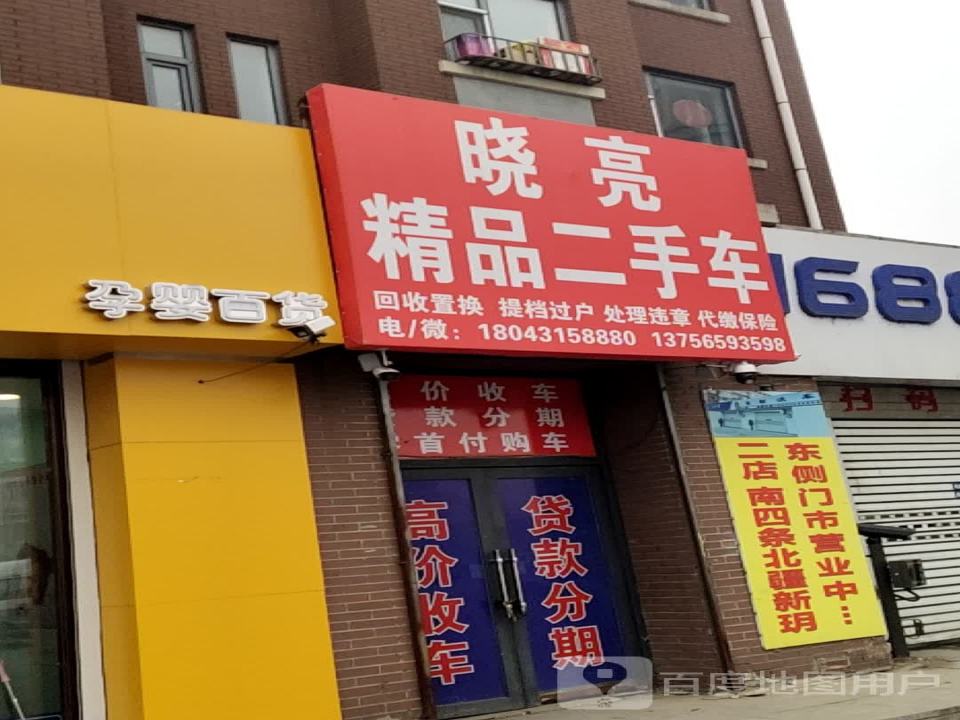 晓亮
精品二手车
回收置换 提档过户 处理违章 代缴保险
电/微: 18043158880 13756593598
孕婴百货
1688
价收车
款分期
首付购车
高价收车
贷款分期
东侧门市营业中...
二店南四条北疆新玥
扫码
百度地图用户